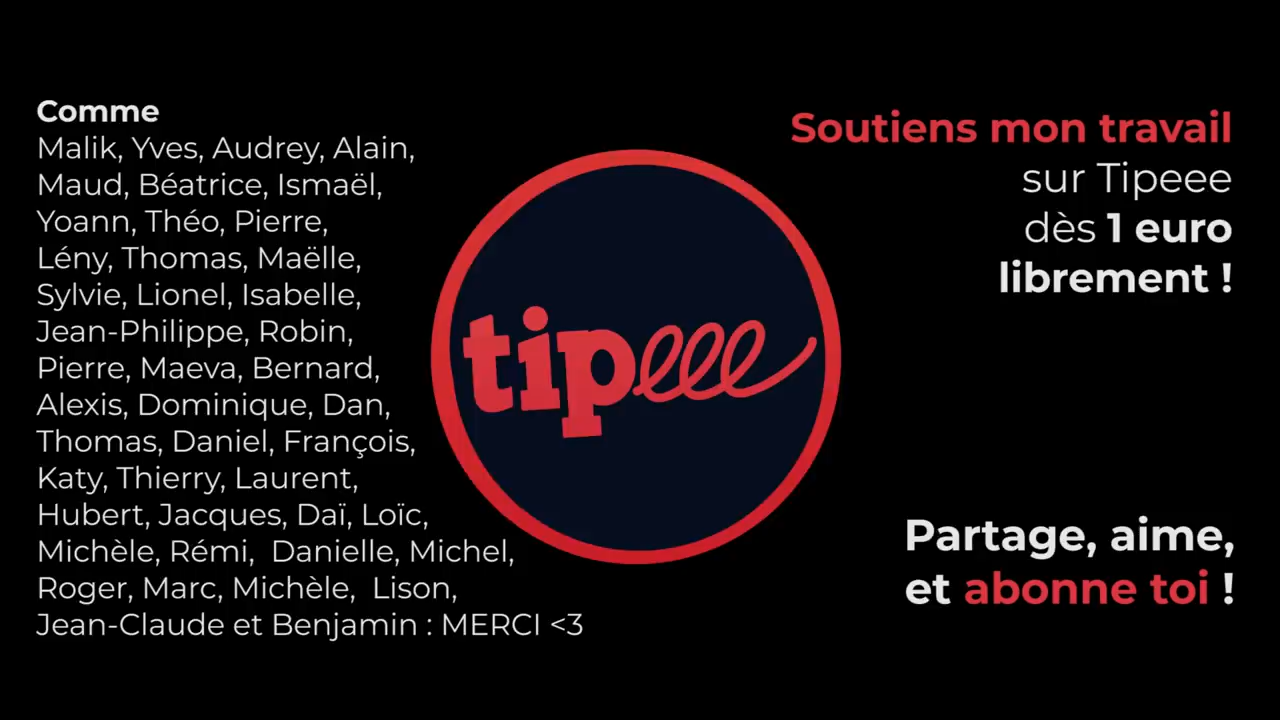 Comme
Malik, Yves, Audrey, Alain,
Maud, Béatrice, Ismaël,
Yoann, Théo, Pierre,
Lény, Thomas, Maëlle,
Sylvie, Lionel, Isabelle,
Jean-Philippe, Robin,
Pierre, Maeva, Bernard,
Alexis, Dominique, Dan,
Thomas, Daniel, François,
Katy, Thierry, Laurent,
Hubert, Jacques, Daï, Loïc,
Michèle, Rémi,  Danielle, Michel,
Roger, Marc, Michèle,  Lison,
Jean-Claude et Benjamin : MERCI <3
tipeee
Soutiens mon travail
sur Tipeee
dès 1 euro
librement !
Partage, aime,
et abonne toi !